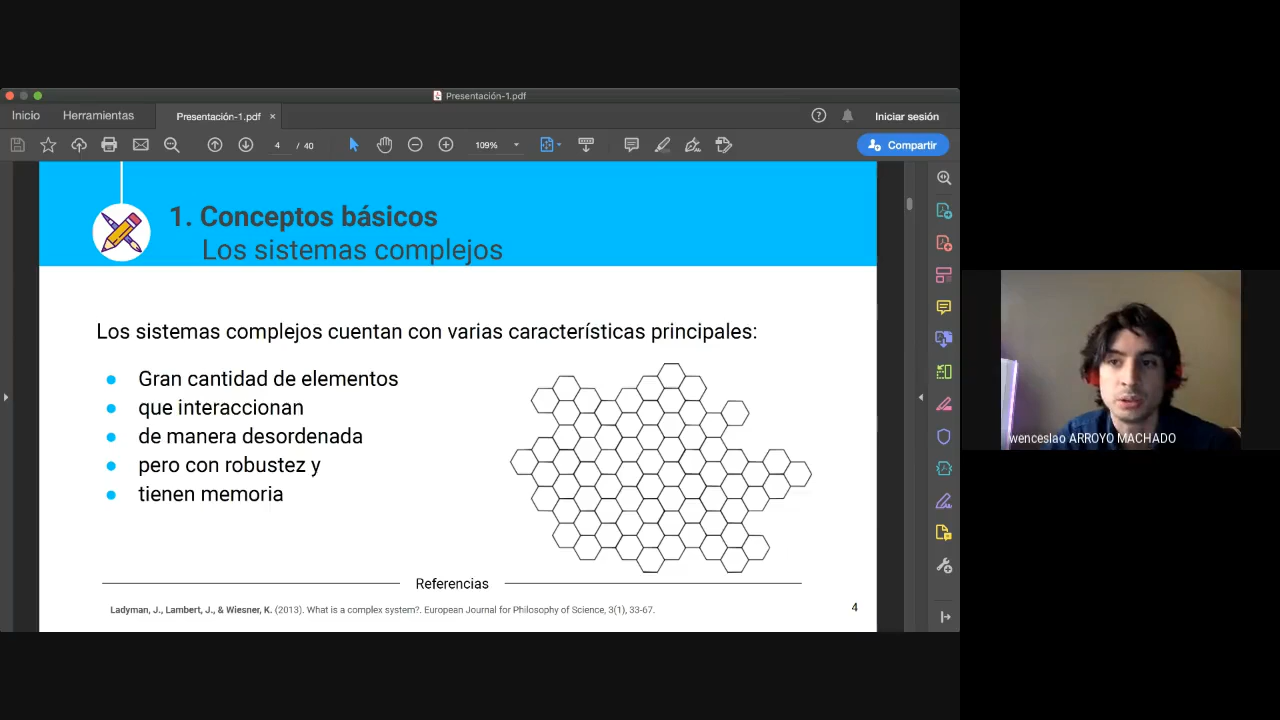 Presentación-1.pdf
Inicio
Herramientas
Presentación-1.pdf ×
Iniciar sesión
4 / 40
109%
Compartir
1. Conceptos básicos
Los sistemas complejos
Los sistemas complejos cuentan con varias características principales:
● Gran cantidad de elementos
● que interaccionan
● de manera desordenada
● pero con robustez y
● tienen memoria
Referencias
Ladyman, J., Lambert, J., & Wiesner, K. (2013). What is a complex system?. European Journal for Philosophy of Science, 3(1), 33-67.
4
wenceslao ARROYO MACHADO